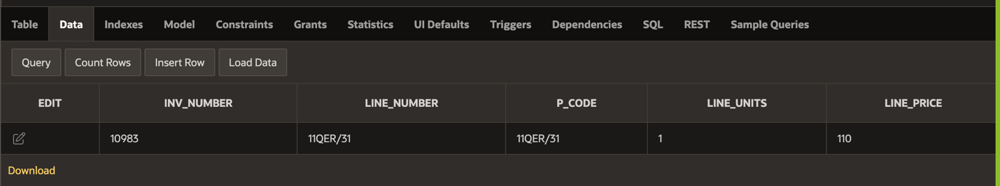 Table Data Indexes Model Constraints Grants Statistics UI Defaults Triggers Dependencies SQL REST Sample Queries
Query Count Rows Insert Row Load Data
EDIT INV_NUMBER LINE_NUMBER P_CODE LINE_UNITS LINE_PRICE
10983 11QER/31 11QER/31 1 110
Download